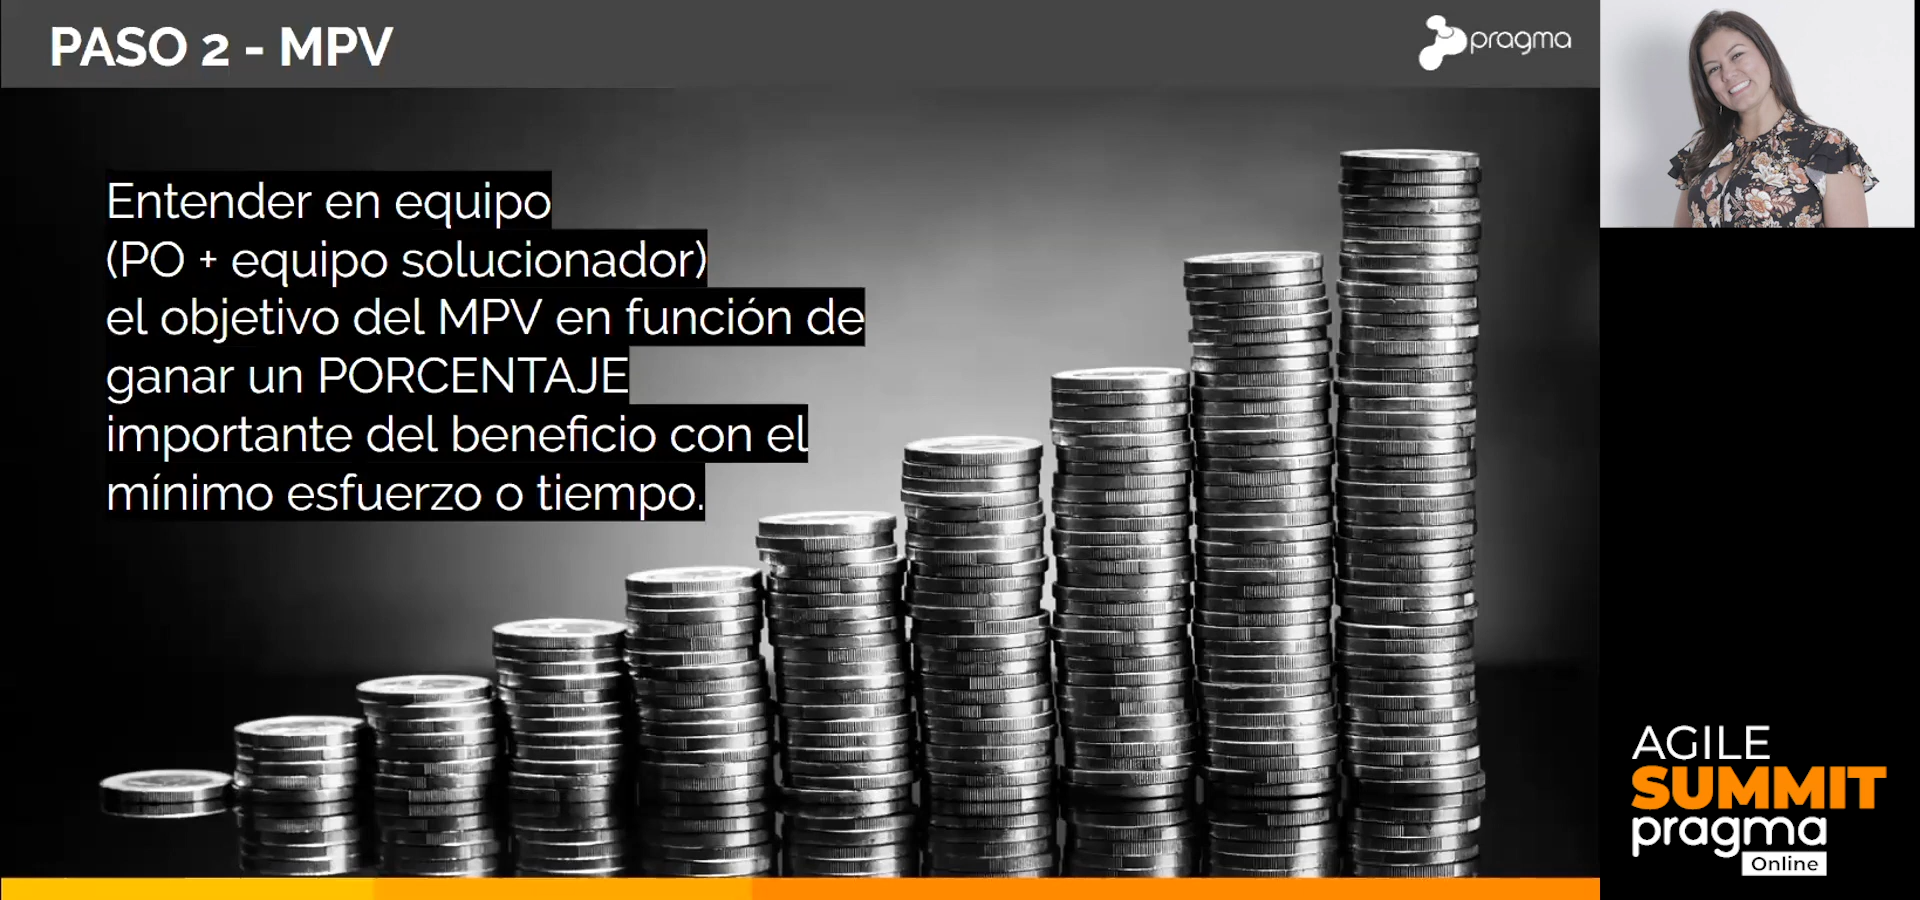 PASO 2 - MPV
pragma
Entender en equipo
(PO + equipo solucionador)
el objetivo del MPV en función de
ganar un PORCENTAJE
importante del beneficio con el
mínimo esfuerzo o tiempo.
AGILE
SUMMIT
pragma
Online